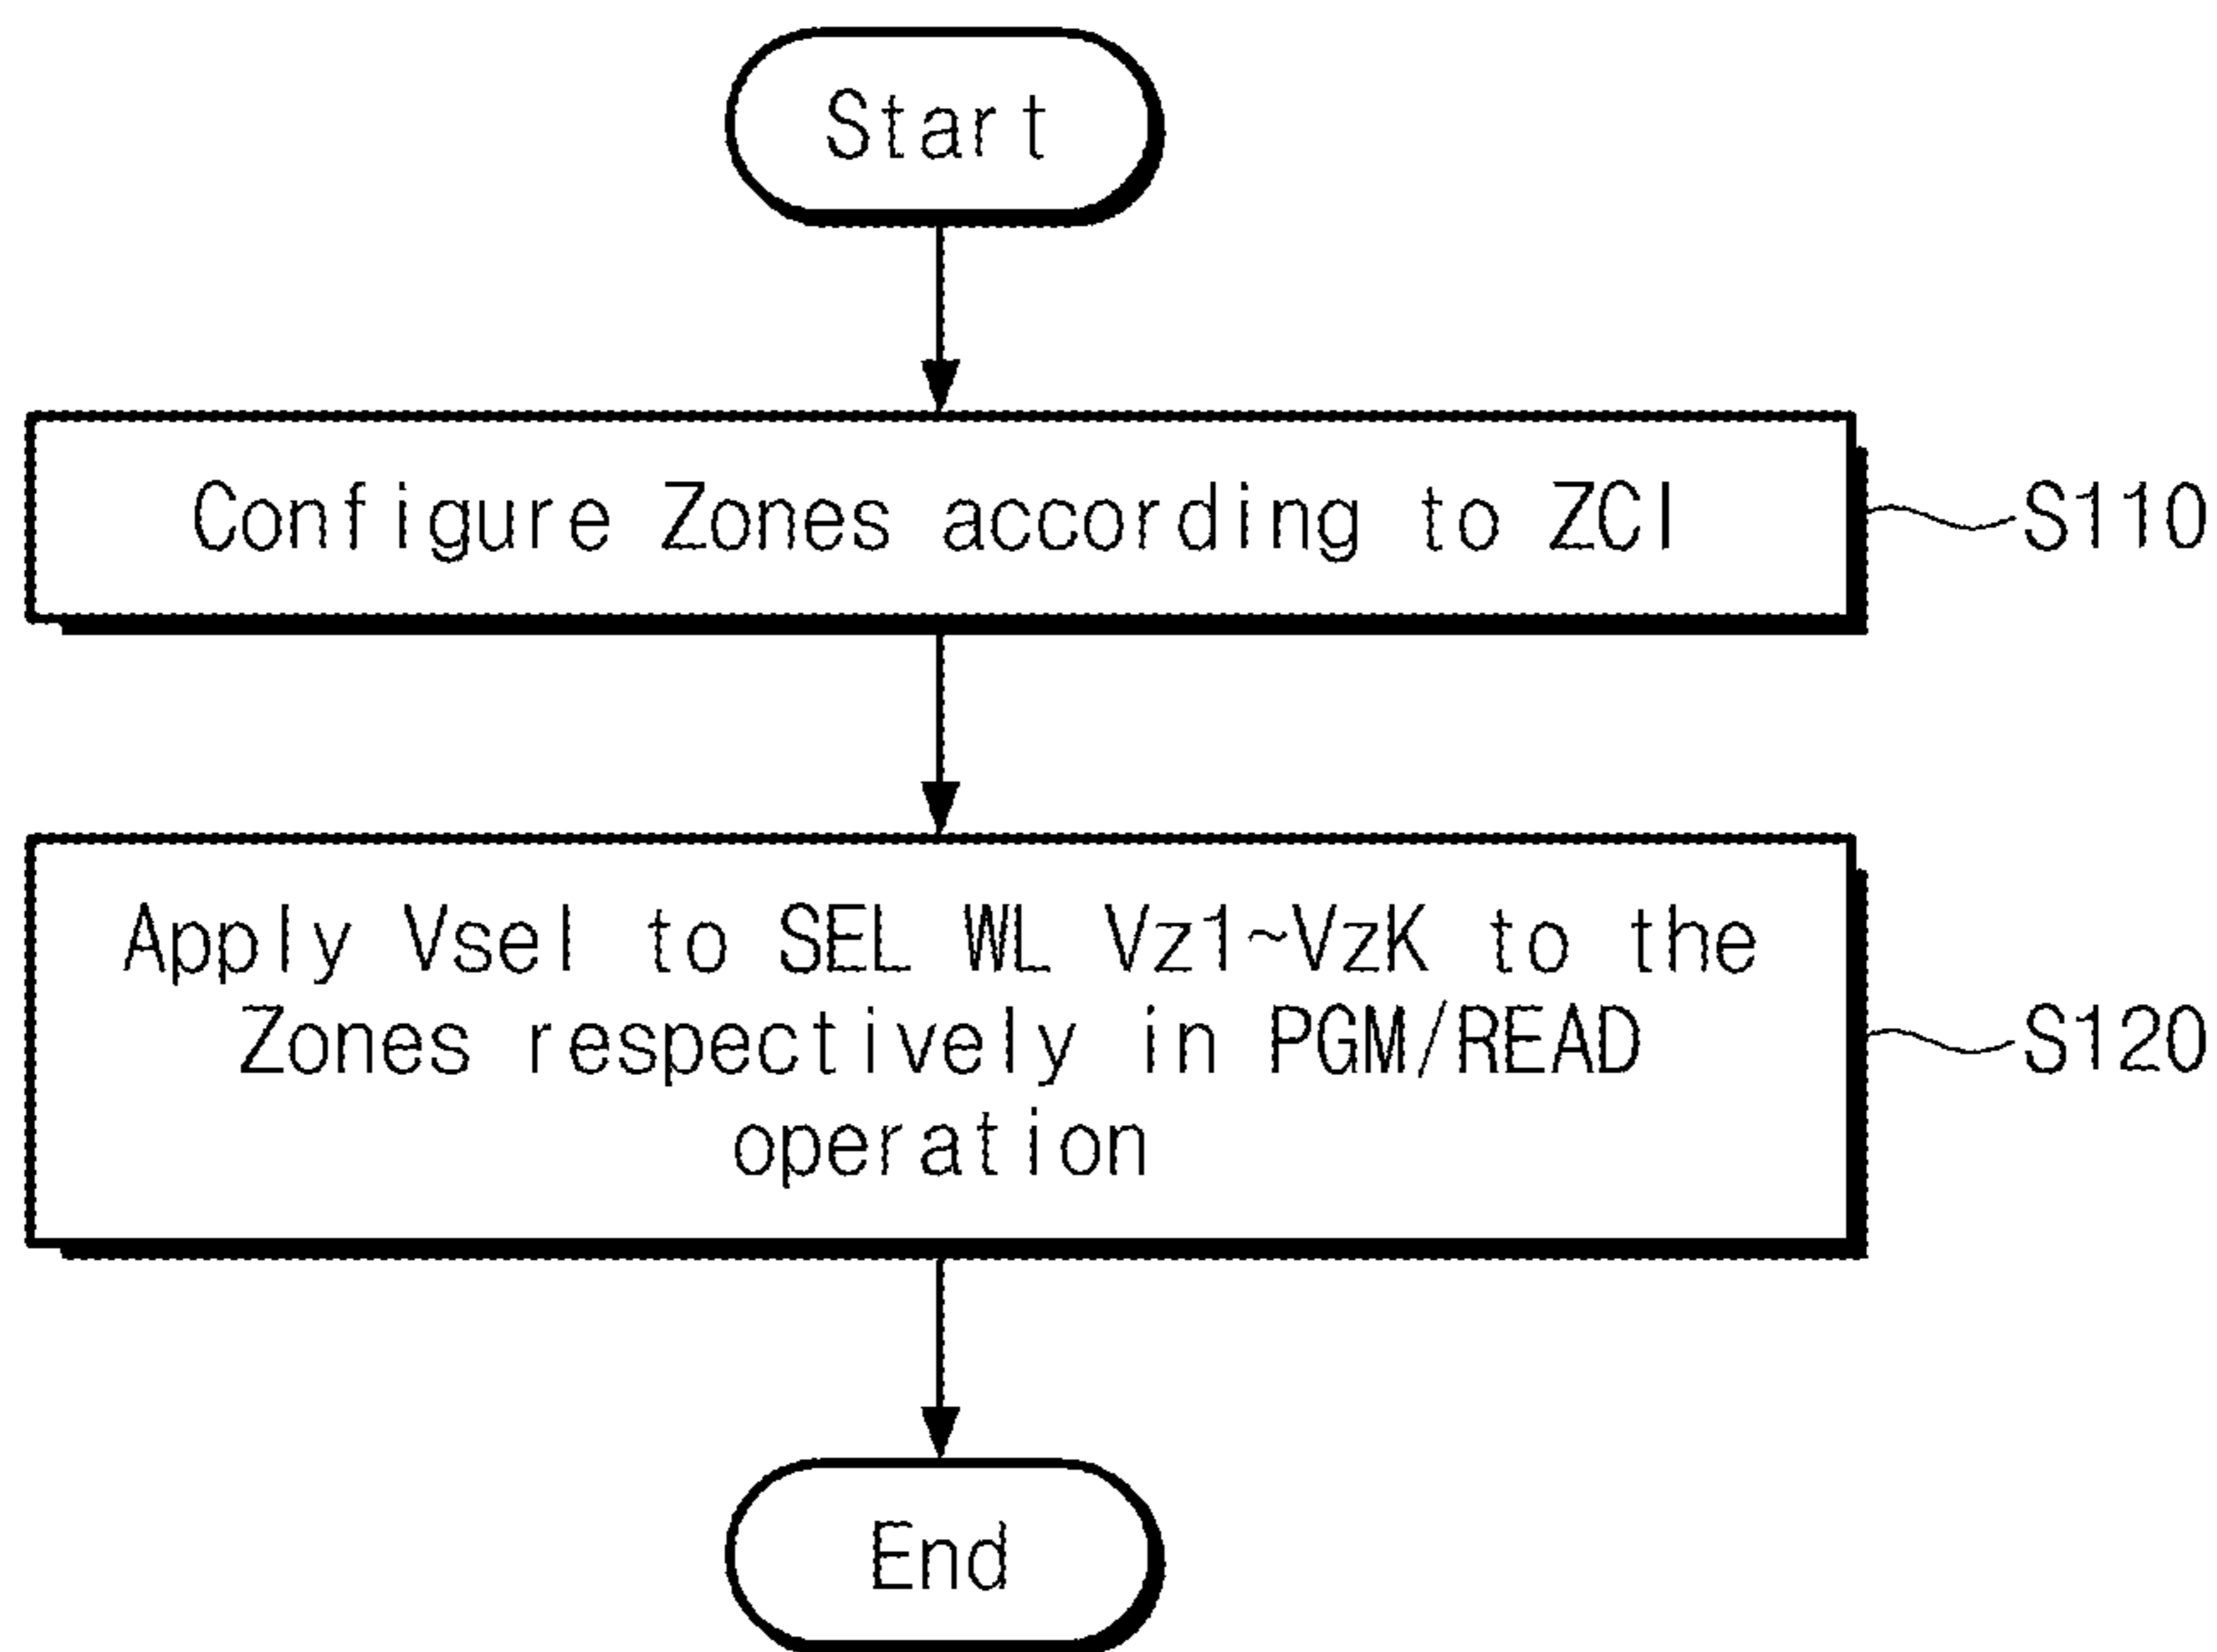 Start
Configure Zones according to ZCI
S110
Apply Vsel to SEL WL Vz1~VzK to the
Zones respectively in PGM/READ
operation
S120
End